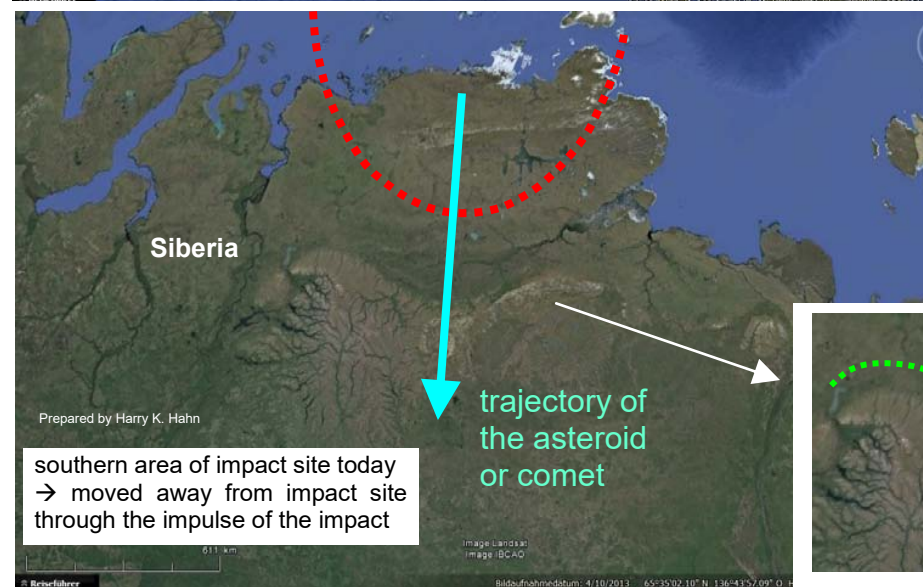 Siberia
trajectory of
the asteroid
or comet
Prepared by Harry K. Hahn
southern area of impact site today
→ moved away from impact site
through the impulse of the impact
611 km
Image Landsat
Image IBCAO
Reiseführer
Bildaufnahmedatum: 4/10/2013 65°35'02.10" N 136°43'57.09" O